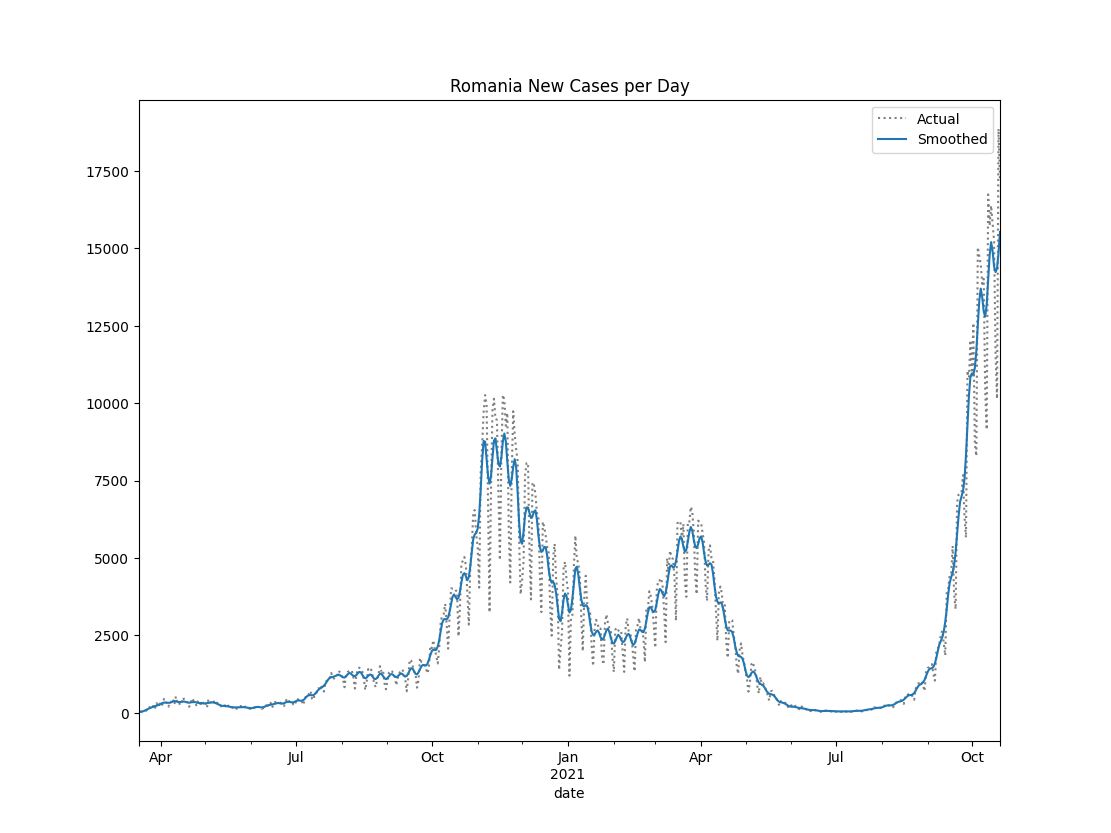 Romania New Cases per Day
Actual
Smoothed
17500
15000
12500
10000
7500
5000
2500
0
Apr Jul Oct Jan Apr Jul Oct
2021
date